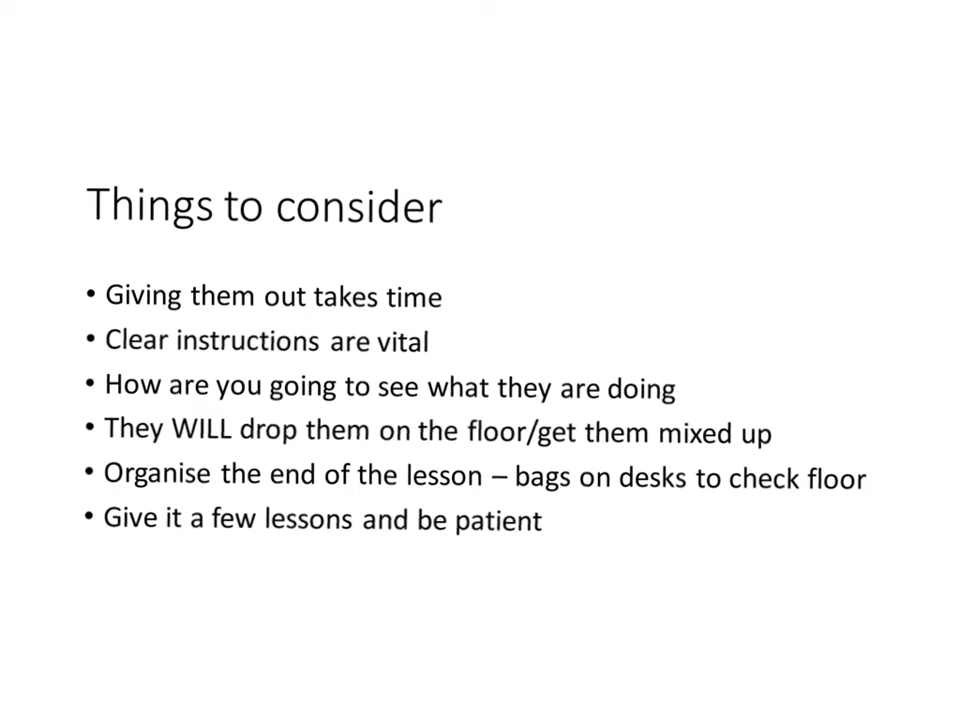 Things to consider
• Giving them out takes time
• Clear instructions are vital
• How are you going to see what they are doing
• They WILL drop them on the floor/get them mixed up
• Organise the end of the lesson – bags on desks to check floor
• Give it a few lessons and be patient